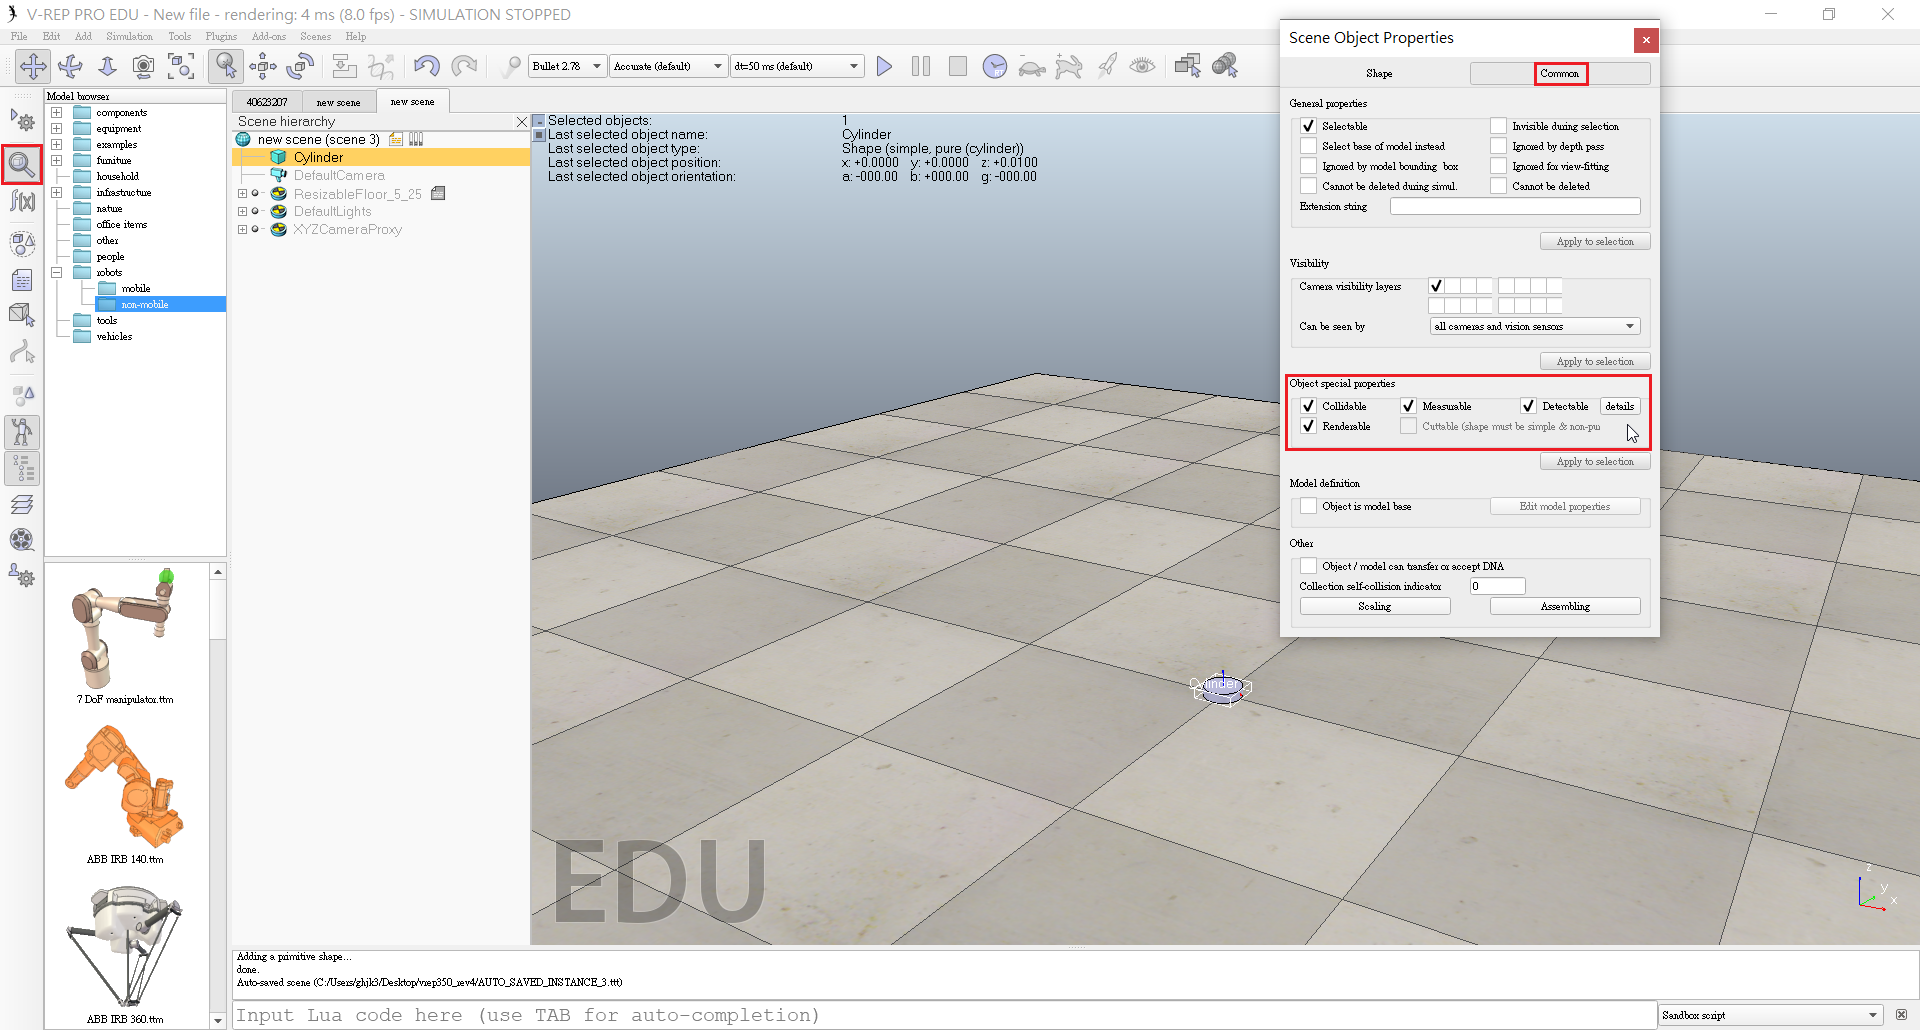 V-REP PRO EDU - New file - rendering: 4 ms (8.0 fps) - SIMULATION STOPPED
File Edit Add Simulation Tools Plugins Add-ons Scenes Help
Bullet 2.78 Accurate (default) dt=50 ms (default)
Model browser
components
equipment
examples
furniture
household
infrastructure
nature
office items
other
people
robots
mobile
non-mobile
tools
vehicles
7 DoF manipulator.ttm
ABB IRB 140.ttm
ABB IRB 360.ttm
40623207 new scene new scene
Scene hierarchy
new scene (scene 3)
Cylinder
DefaultCamera
ResizableFloor_5_25
DefaultLights
XYZCameraProxy
Selected objects: 1
Last selected object name: Cylinder
Last selected object type: Shape (simple, pure (cylinder))
Last selected object position: x: +0.0000 y: +0.0000 z: +0.0100
Last selected object orientation: a: -000.00 b: +000.00 g: -000.00
Cylinder
EDU
z
y
x
Scene Object Properties
Shape Common
General properties
Selectable Invisible during selection
Select base of model instead Ignored by depth pass
Ignored by model bounding box Ignored for view-fitting
Cannot be deleted during simul. Cannot be deleted
Extension string
Apply to selection
Visibility
Camera visibility layers
Can be seen by all cameras and vision sensors
Apply to selection
Object special properties
Collidable Measurable Detectable details
Renderable Cuttable (shape must be simple & non-pu
Apply to selection
Model definition
Object is model base Edit model properties
Other
Object / model can transfer or accept DNA
Collection self-collision indicator 0
Scaling Assembling
Adding a primitive shape...
done.
Auto-saved scene (C:/Users/ghjk3/Desktop/vrep350_rev4/AUTO_SAVED_INSTANCE_3.ttt)
Input Lua code here (use TAB for auto-completion) Sandbox script